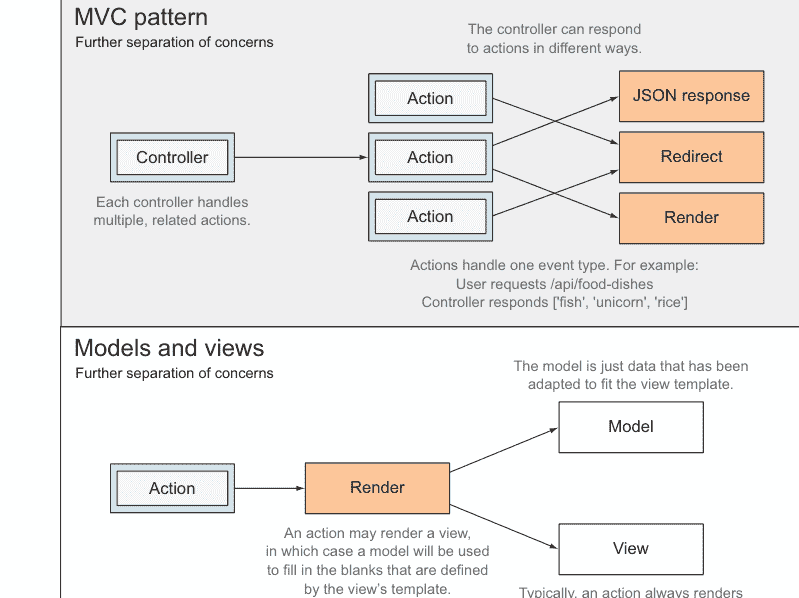 MVC pattern
Further separation of concerns
The controller can respond
to actions in different ways.
Action
JSON response
Controller
Action
Redirect
Action
Render
Each controller handles
multiple, related actions.
Actions handle one event type. For example:
User requests /api/food-dishes
Controller responds ['fish', 'unicorn', 'rice']
Models and views
Further separation of concerns
The model is just data that has been
adapted to fit the view template.
Model
Action
Render
An action may render a view,
in which case a model will be used
to fill in the blanks that are defined
by the view’s template.
View
Typically, an action always renders